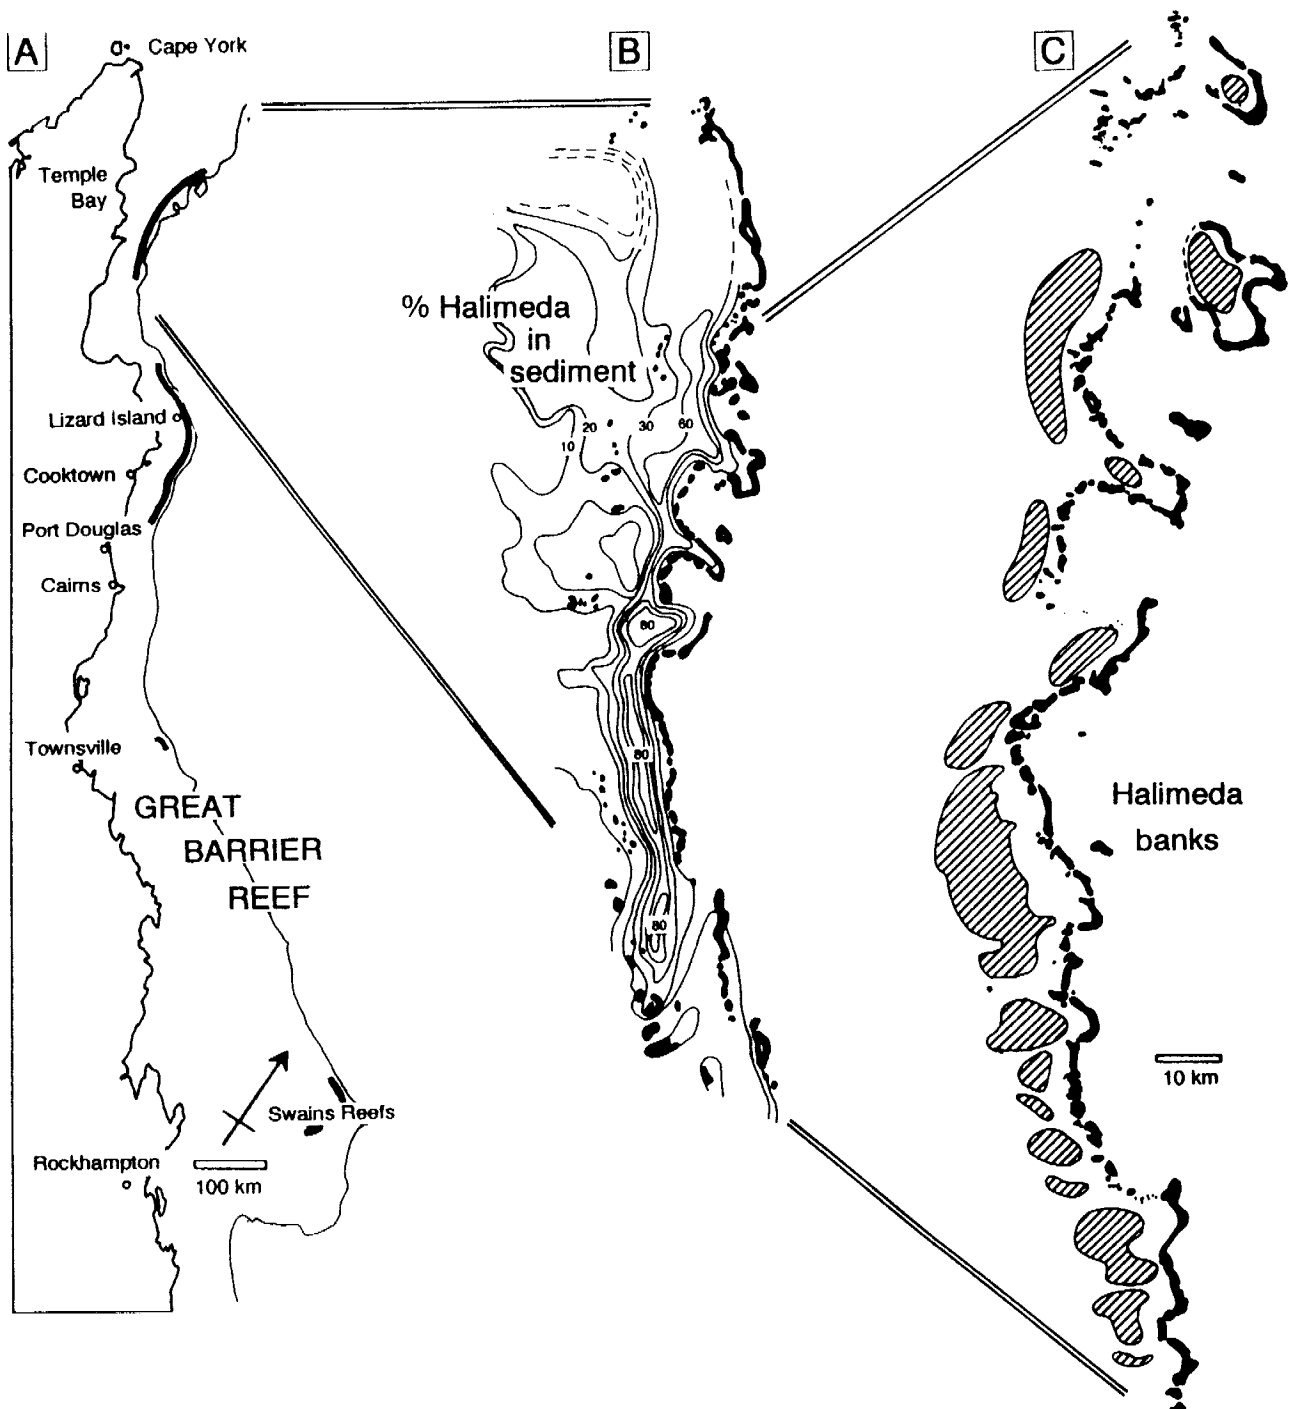 A
Cape York
Temple
Bay
Lizard Island
Cooktown
Port Douglas
Cairns
Townsville
GREAT
BARRIER
REEF
Swains Reefs
Rockhampton
100 km
B
% Halimeda
in
sediment
10
20
30
60
80
80
80
C
Halimeda
banks
10 km